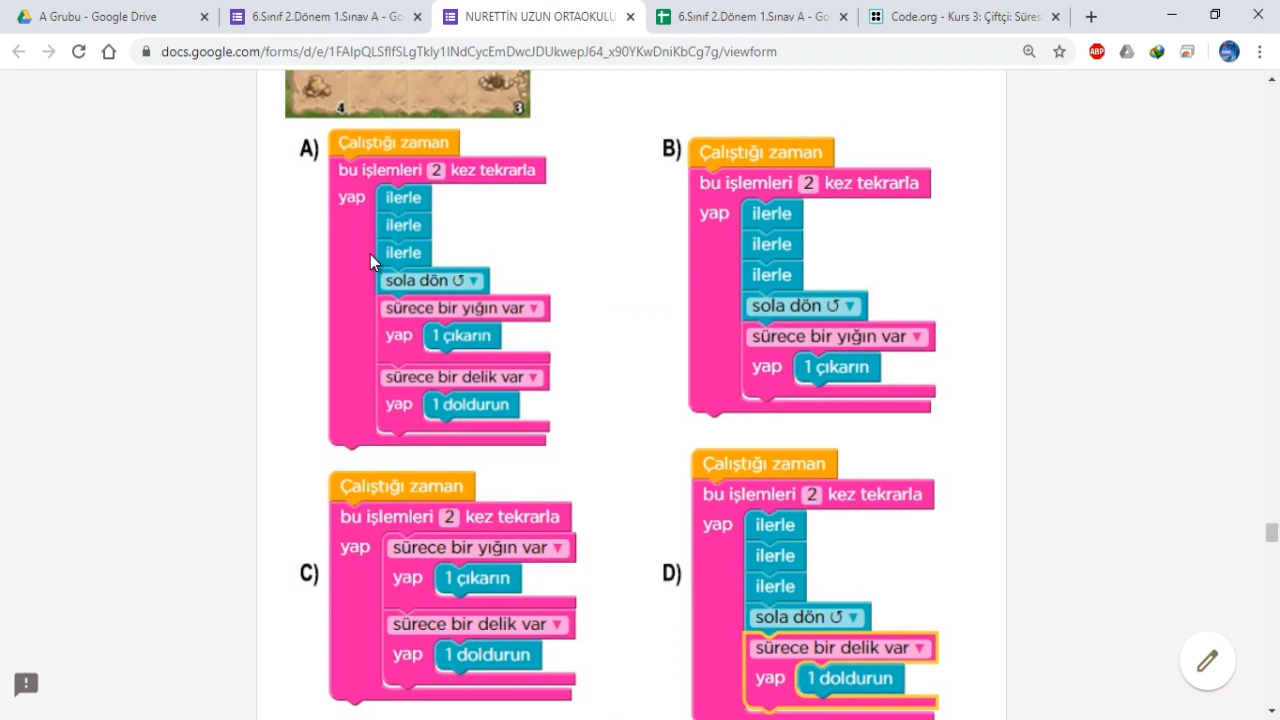 A Grubu - Google Drive
6.Sınıf 2.Dönem 1.Sınav A - G
NURETTİN UZUN ORTAOKULU
6.Sınıf 2.Dönem 1.Sınav A - Go
Code.org - Kurs 3: Çiftçi: Süres
docs.google.com/forms/d/e/1FAIpQLSflfSLgTkly1INdCycEmDwcJDUkwepJ64_x90YKwDniKbCg7g/viewform
ABP
4
3
A)
Çalıştığı zaman
bu işlemleri 2 kez tekrarla
yap
ilerle
ilerle
ilerle
sola dön ↺ ▼
sürece bir yığın var ▼
yap 1 çıkarın
sürece bir delik var ▼
yap 1 doldurun
B)
Çalıştığı zaman
bu işlemleri 2 kez tekrarla
yap
ilerle
ilerle
ilerle
sola dön ↺ ▼
sürece bir yığın var ▼
yap 1 çıkarın
C)
Çalıştığı zaman
bu işlemleri 2 kez tekrarla
yap
sürece bir yığın var ▼
yap 1 çıkarın
sürece bir delik var ▼
yap 1 doldurun
D)
Çalıştığı zaman
bu işlemleri 2 kez tekrarla
yap
ilerle
ilerle
ilerle
sola dön ↺ ▼
sürece bir delik var ▼
yap 1 doldurun